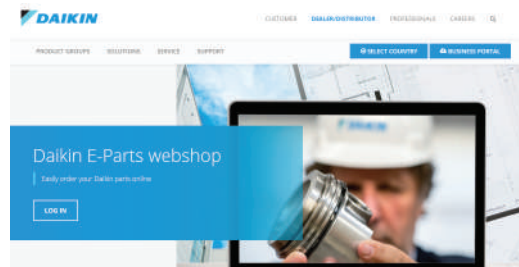 DAIKIN
CUSTOMER DEALER/DISTRIBUTOR PROFESSIONALS CAREERS
PRODUCT GROUPS SOLUTIONS SERVICE SUPPORT SELECT COUNTRY BUSINESS PORTAL
DAIKIN
Daikin E-Parts webshop
Easily order your Daikin parts online
LOG IN